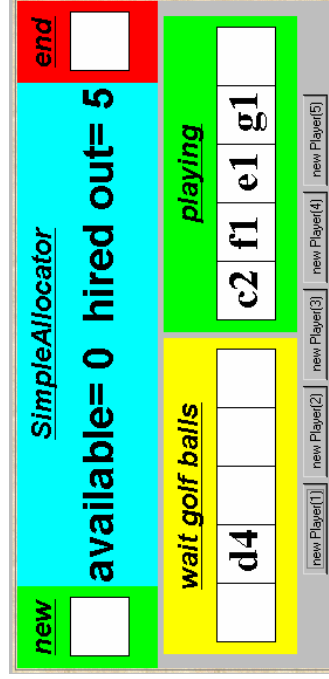 new SimpleAllocator end
available= 0 hired out= 5
wait golf balls playing
d4 c2 f1 e1 g1
new Player(1) new Player(2) new Player(3) new Player(4) new Player(5)